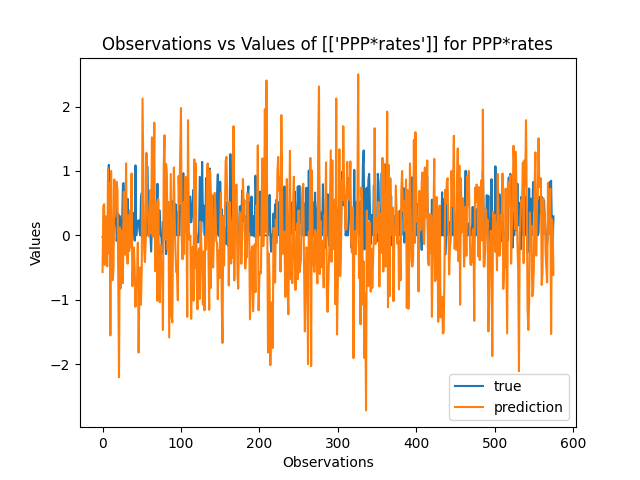 Observations vs Values of [['PPP*rates']] for PPP*rates
Values
2
1
0
−1
−2
0
100
200
300
400
500
600
Observations
true
prediction